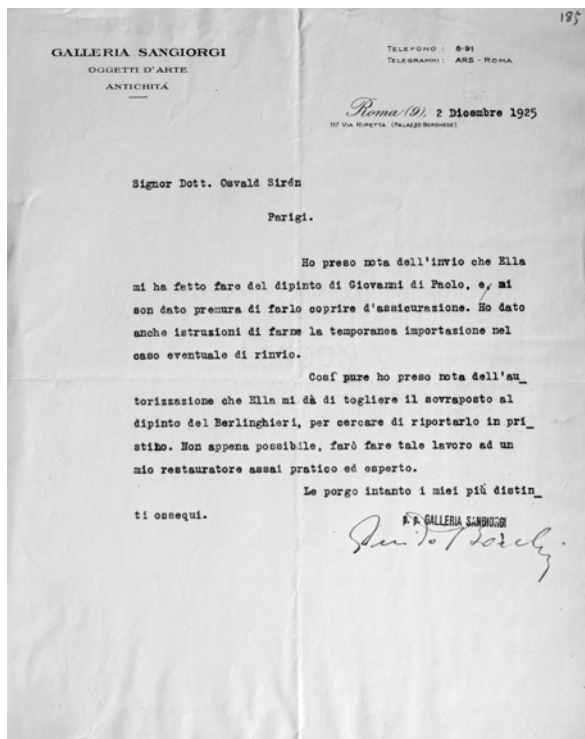 185
GALLERIA SANGIORGI
OGGETTI D'ARTE
ANTICHITÁ
TELEFONO : 6-91
TELEGRAMMI : ARS - ROMA
Roma (9), 2 Dicembre 1925
117 VIA RIPETTA (PALAZZO BORGHESE)
Signor Dott. Osvald Sirén
Parigi.
Ho preso nota dell'invio che Ella
mi ha fatto fare del dipinto di Giovanni di Paolo, e, mi
son dato premura di farlo coprire d'assicurazione. Ho dato
anche istruzioni di farne la temporanea importazione nel
caso eventuale di rinvio.
Cosí pure ho preso nota dell'au_
torizzazione che Ella mi dà di togliere il sovraposto al
dipinto del Berlinghieri, per cercare di riportarlo in pri_
stino. Non appena possibile, farò fare tale lavoro ad un
mio restauratore assai pratico ed esperto.
Le porgo intanto i miei più distin_
ti ossequi.
p. p. GALLERIA SANGIORGI